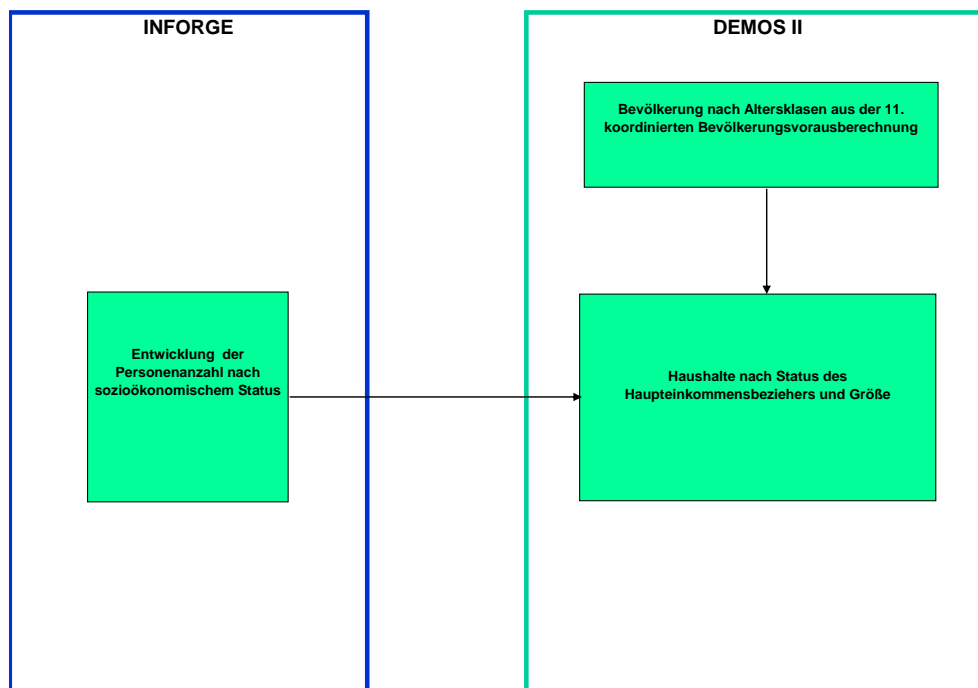 INFORGE
DEMOS II
Bevölkerung nach Altersklasen aus der 11.
koordinierten Bevölkerungsvorausberechnung
Entwicklung der
Personenanzahl nach
sozioökonomischem Status
Haushalte nach Status des
Haupteinkommensbeziehers und Größe